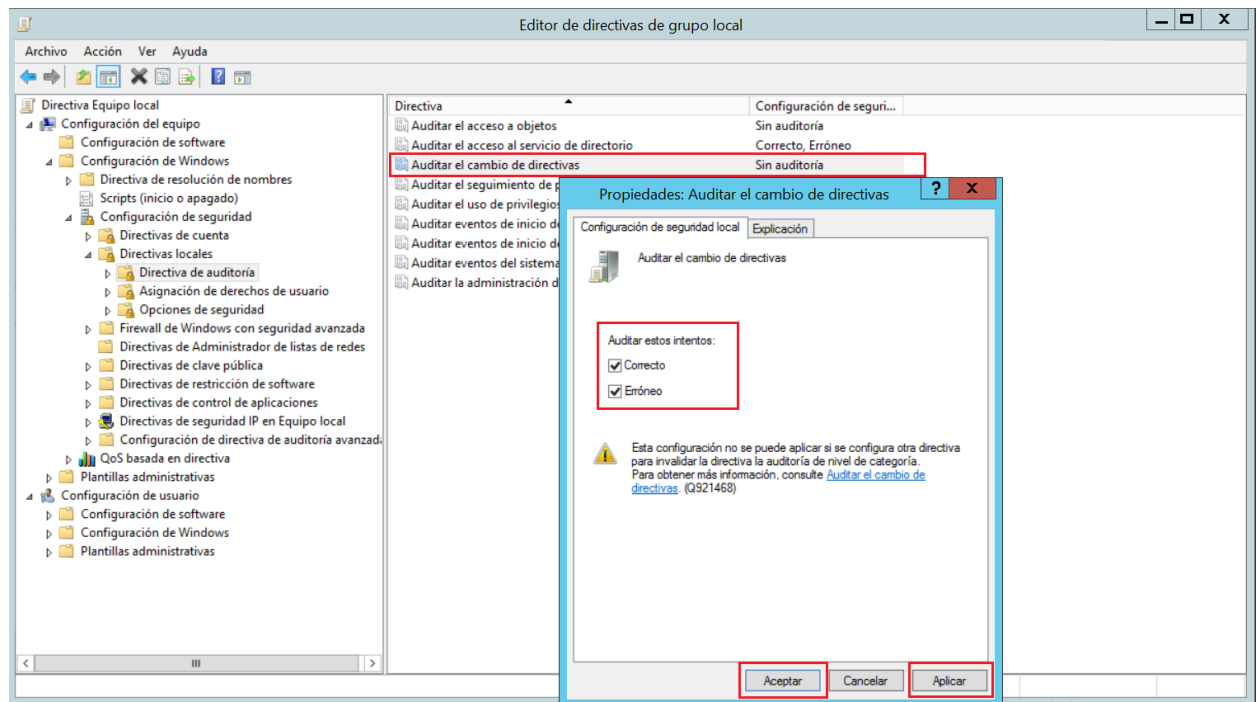 Editor de directivas de grupo local
Archivo Acción Ver Ayuda
Directiva Equipo local
Configuración del equipo
Configuración de software
Configuración de Windows
Directiva de resolución de nombres
Scripts (inicio o apagado)
Configuración de seguridad
Directivas de cuenta
Directivas locales
Directiva de auditoría
Asignación de derechos de usuario
Opciones de seguridad
Firewall de Windows con seguridad avanzada
Directivas de Administrador de listas de redes
Directivas de clave pública
Directivas de restricción de software
Directivas de control de aplicaciones
Directivas de seguridad IP en Equipo local
Configuración de directiva de auditoría avanzad
QoS basada en directiva
Plantillas administrativas
Configuración de usuario
Configuración de software
Configuración de Windows
Plantillas administrativas
Directiva Configuración de seguri...
Auditar el acceso a objetos Sin auditoría
Auditar el acceso al servicio de directorio Correcto, Erróneo
Auditar el cambio de directivas Sin auditoría
Auditar el seguimiento de p
Auditar el uso de privilegios
Auditar eventos de inicio de
Auditar eventos de inicio de
Auditar eventos del sistema
Auditar la administración d
Propiedades: Auditar el cambio de directivas ? X
Configuración de seguridad local Explicación
Auditar el cambio de directivas
Auditar estos intentos:
Correcto
Erróneo
Esta configuración no se puede aplicar si se configura otra directiva
para invalidar la directiva la auditoría de nivel de categoría.
Para obtener más información, consulte Auditar el cambio de
directivas. (Q921468)
Aceptar Cancelar Aplicar